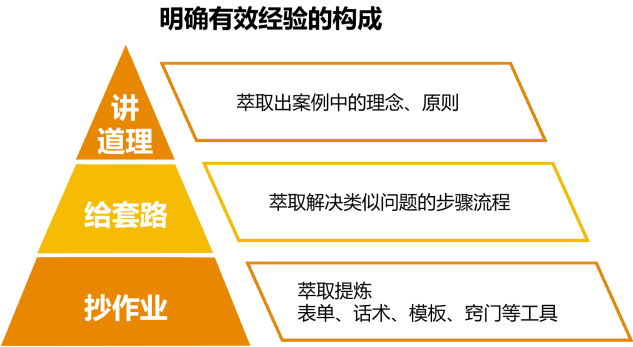 明确有效经验的构成
讲
道理
萃取出案例中的理念、原则
给套路
萃取解决类似问题的步骤流程
抄作业
萃取提炼
表单、话术、模板、窍门等工具